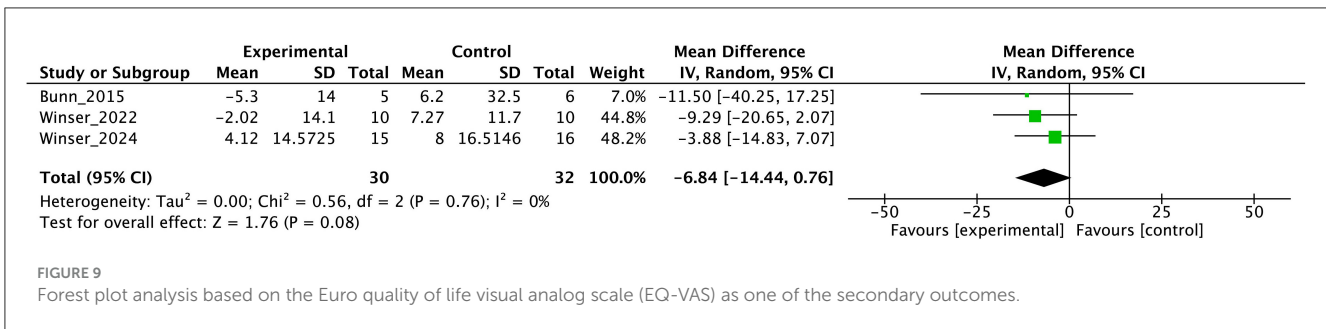 Experimental Control Mean Difference Mean Difference
Study or Subgroup Mean SD Total Mean SD Total Weight IV, Random, 95% CI IV, Random, 95% CI
Bunn_2015 −5.3 14 5 6.2 32.5 6 7.0% −11.50 [−40.25, 17.25]
Winser_2022 −2.02 14.1 10 7.27 11.7 10 44.8% −9.29 [−20.65, 2.07]
Winser_2024 4.12 14.5725 15 8 16.5146 16 48.2% −3.88 [−14.83, 7.07]
Total (95% CI) 30 32 100.0% −6.84 [−14.44, 0.76]
Heterogeneity: Tau² = 0.00; Chi² = 0.56, df = 2 (P = 0.76); I² = 0%
Test for overall effect: Z = 1.76 (P = 0.08)
−50 −25 0 25 50
Favours [experimental] Favours [control]
FIGURE 9
Forest plot analysis based on the Euro quality of life visual analog scale (EQ-VAS) as one of the secondary outcomes.